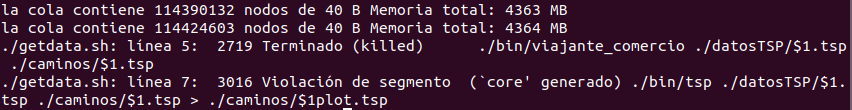 la cola contiene 114390132 nodos de 40 B Memoria total: 4363 MB
la cola contiene 114424603 nodos de 40 B Memoria total: 4364 MB
./getdata.sh: línea 5:  2719 Terminado (killed)      ./bin/viajante_comercio ./datosTSP/$1.tsp
 ./caminos/$1.tsp
./getdata.sh: línea 7:  3016 Violación de segmento  (`core' generado) ./bin/tsp ./datosTSP/$1.
tsp ./caminos/$1.tsp > ./caminos/$1plot.tsp